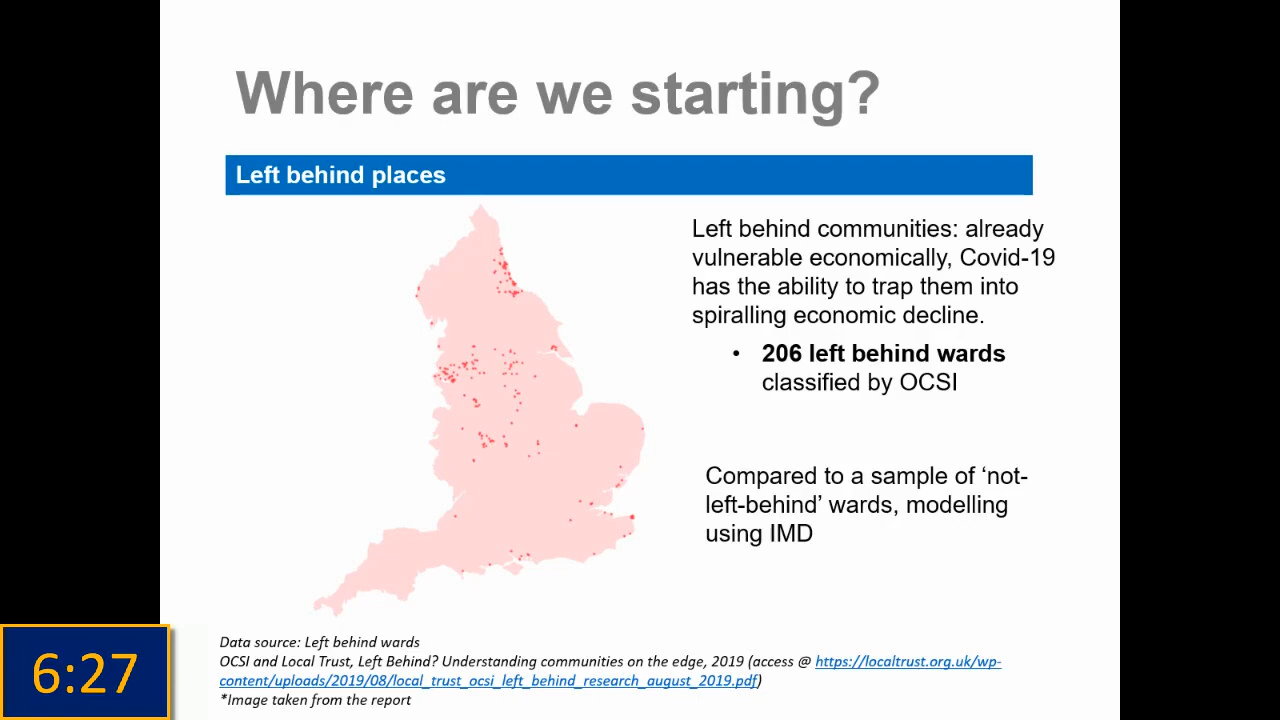 Where are we starting?
Left behind places
Left behind communities: already
vulnerable economically, Covid-19
has the ability to trap them into
spiralling economic decline.
• 206 left behind wards
classified by OCSI
Compared to a sample of ‘not-
left-behind’ wards, modelling
using IMD
Data source: Left behind wards
OCSI and Local Trust, Left Behind? Understanding communities on the edge, 2019 (access @ https://localtrust.org.uk/wp-
content/uploads/2019/08/local_trust_ocsi_left_behind_research_august_2019.pdf)
*Image taken from the report
6:27